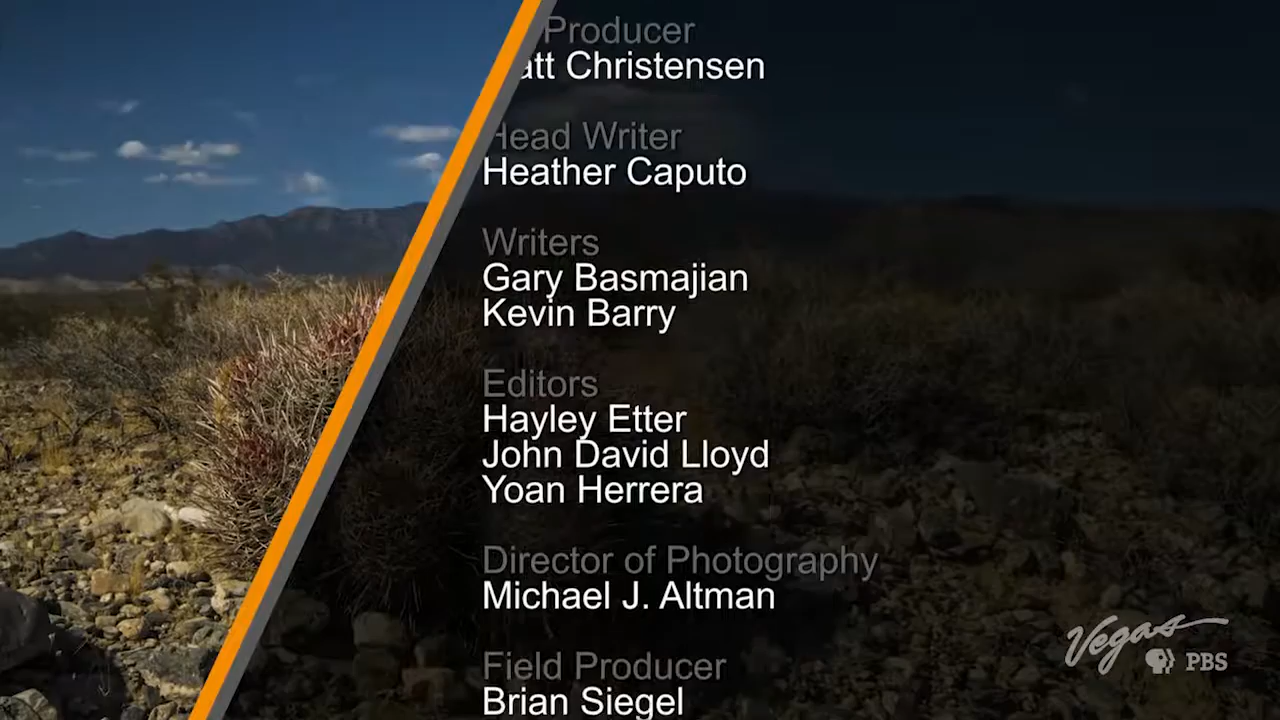 Producer
att Christensen
Head Writer
Heather Caputo
Writers
Gary Basmajian
Kevin Barry
Editors
Hayley Etter
John David Lloyd
Yoan Herrera
Director of Photography
Michael J. Altman
Field Producer
Brian Siegel
Vegas
PBS